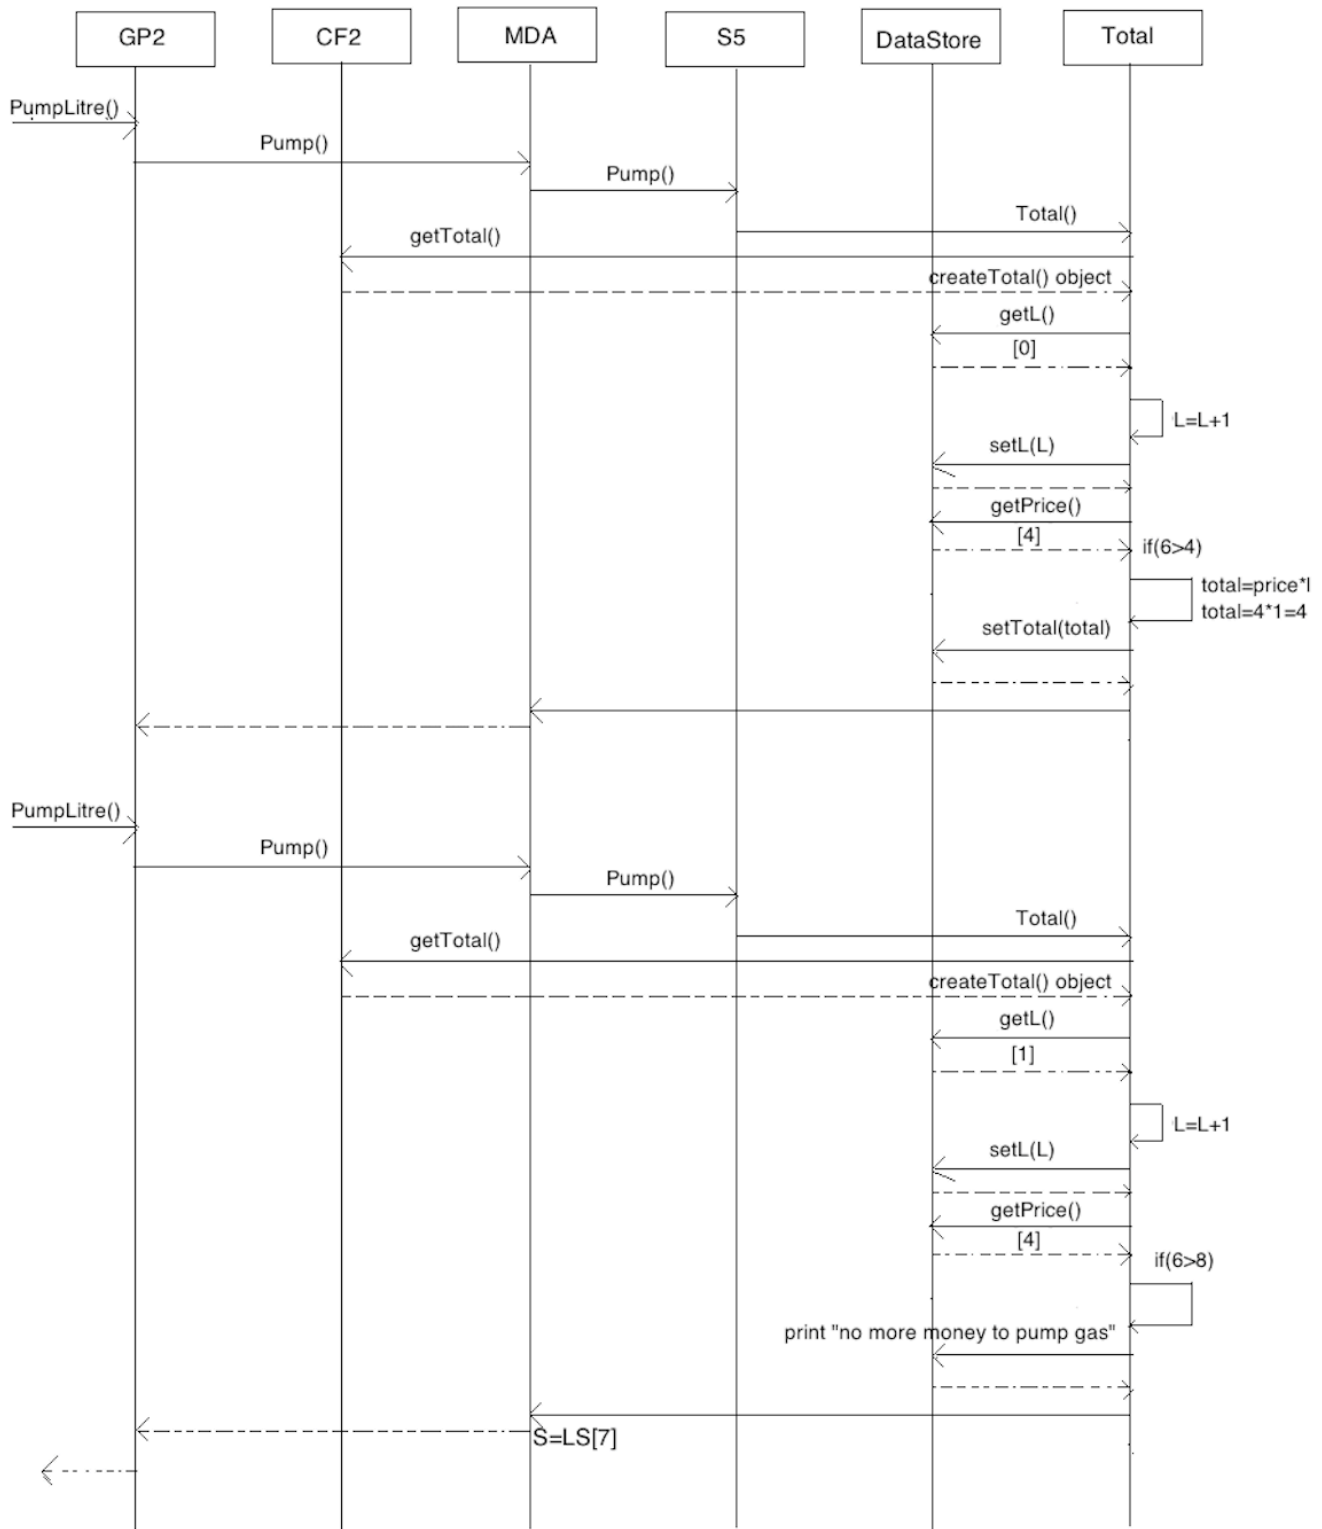 GP2
CF2
MDA
S5
DataStore
Total
PumpLitre()
Pump()
Pump()
Total()
getTotal()
createTotal() object
getL()
[0]
L=L+1
setL(L)
getPrice()
[4]
if(6>4)
total=price*l
total=4*1=4
setTotal(total)
PumpLitre()
Pump()
Pump()
Total()
getTotal()
createTotal() object
getL()
[1]
L=L+1
setL(L)
getPrice()
[4]
if(6>8)
print "no more money to pump gas"
S=LS[7]